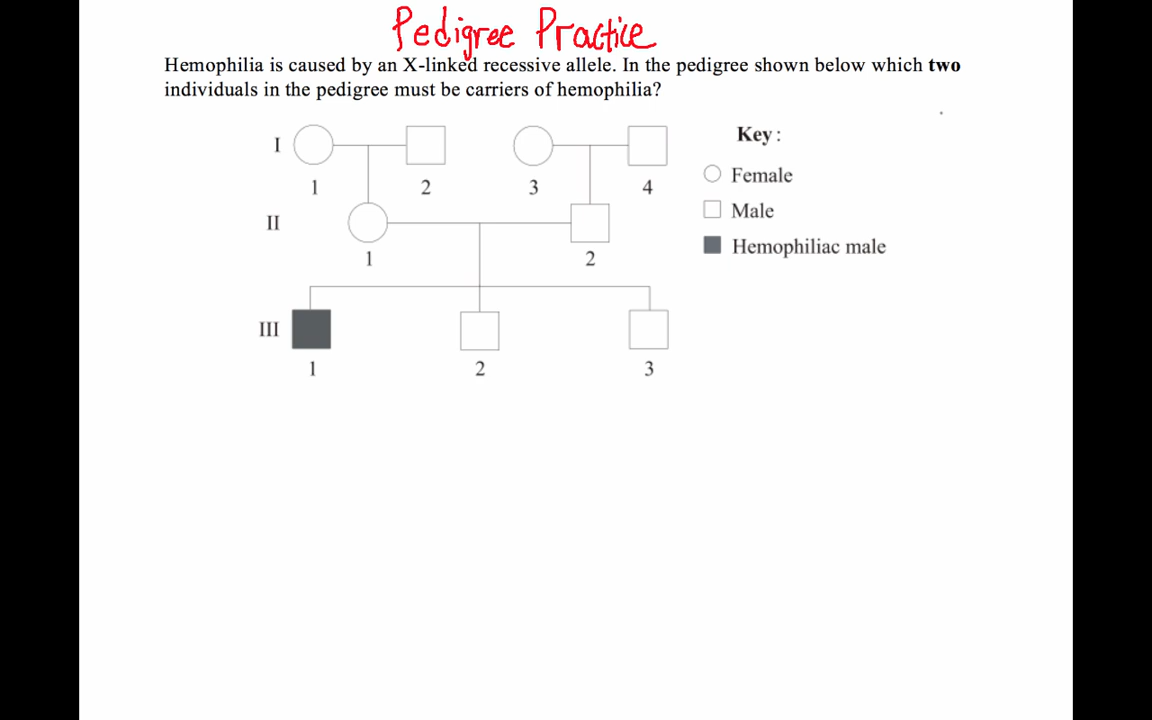 Pedigree Practice
Hemophilia is caused by an X-linked recessive allele. In the pedigree shown below which two
individuals in the pedigree must be carriers of hemophilia?
I
Key :
1 2 3 4
Female
II
Male
1 2
Hemophiliac male
III
1 2 3